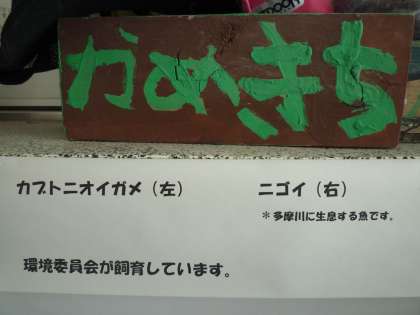 かめきち
カブトニオイガメ（左）
ニゴイ（右）
＊多摩川に生息する魚です。
環境委員会が飼育しています。